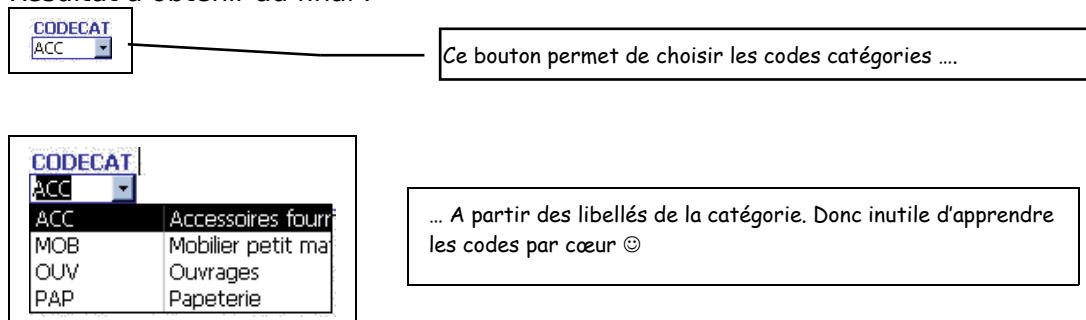 Résultat à obtenir au final :
CODECAT
ACC
Ce bouton permet de choisir les codes catégories ....
CODECAT
ACC
ACC Accessoires fourr
MOB Mobilier petit mat
OUV Ouvrages
PAP Papeterie
... A partir des libellés de la catégorie. Donc inutile d'apprendre
les codes par cœur ☺